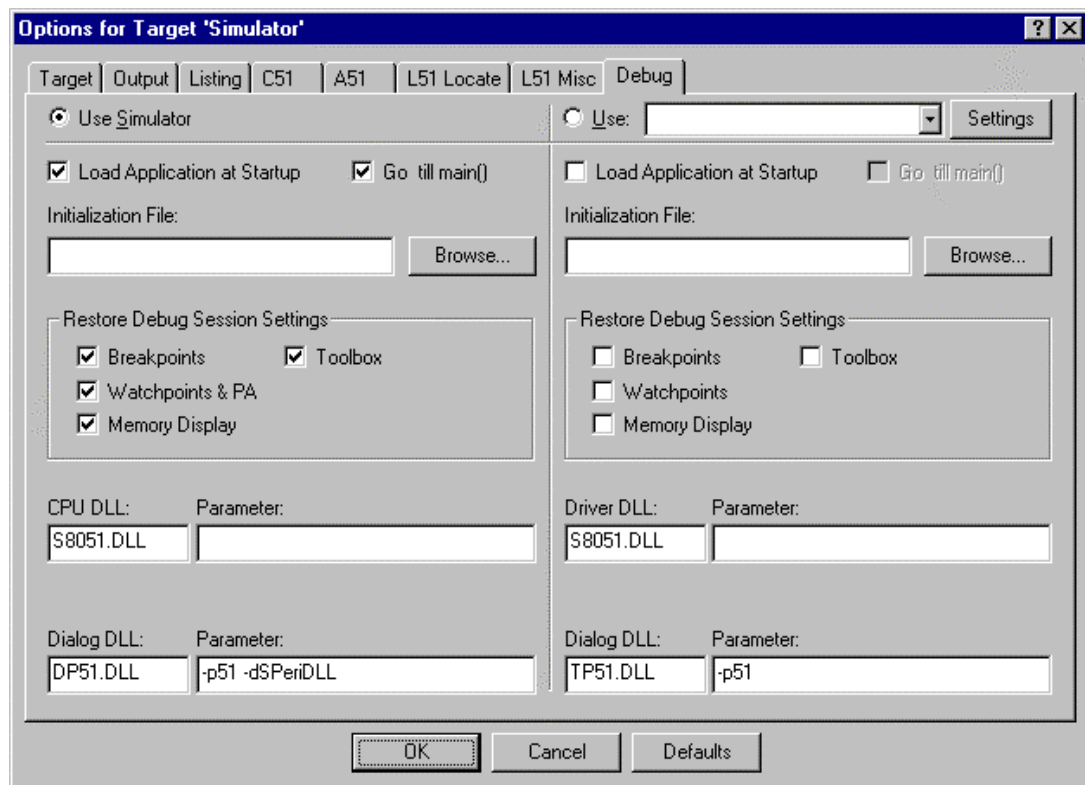 Options for Target 'Simulator'
Target Output Listing C51 A51 L51 Locate L51 Misc Debug
Use Simulator
Use: Settings
Load Application at Startup Go till main()
Load Application at Startup Go till main()
Initialization File:
Initialization File:
Browse...
Browse...
Restore Debug Session Settings
Breakpoints Toolbox
Watchpoints & PA
Memory Display
Restore Debug Session Settings
Breakpoints Toolbox
Watchpoints
Memory Display
CPU DLL: Parameter:
S8051.DLL
Driver DLL: Parameter:
S8051.DLL
Dialog DLL: Parameter:
DP51.DLL -p51 -dSPeriDLL
Dialog DLL: Parameter:
TP51.DLL -p51
OK Cancel Defaults